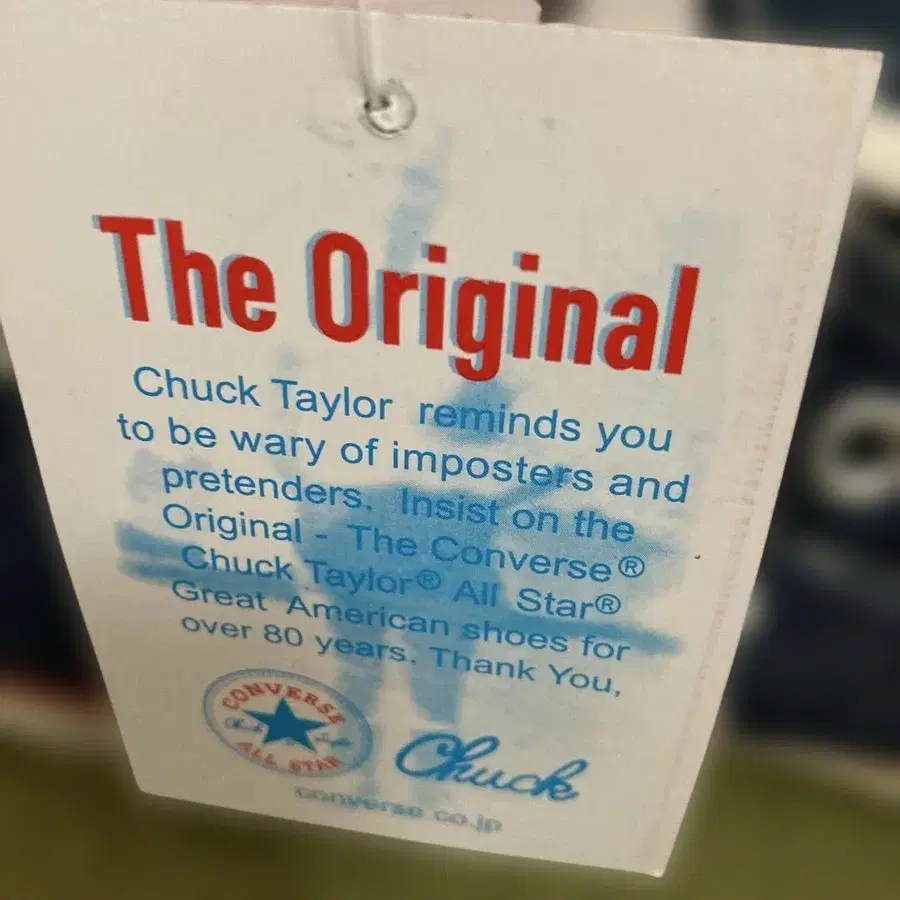 The Original
Chuck Taylor reminds you
to be wary of imposters and
pretenders. Insist on the
Original - The Converse®
Chuck Taylor® All Star®
Great American shoes for
over 80 years. Thank You,
CONVERSE
ALL STAR
Chuck
converse.co.jp